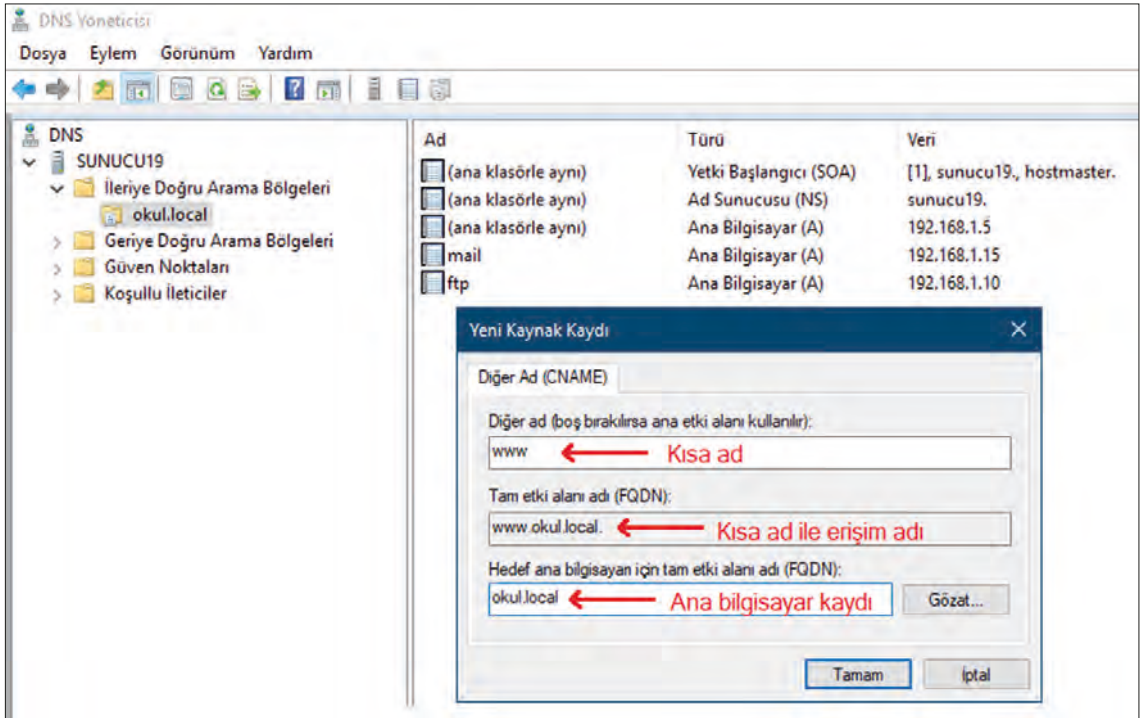 DNS Yöneticisi
Dosya Eylem Görünüm Yardım
DNS
SUNUCU19
İleriye Doğru Arama Bölgeleri
okul.local
Geriye Doğru Arama Bölgeleri
Güven Noktaları
Koşullu İleticiler
Ad Türü Veri
(ana klasörle aynı) Yetki Başlangıcı (SOA) [1], sunucu19., hostmaster.
(ana klasörle aynı) Ad Sunucusu (NS) sunucu19.
(ana klasörle aynı) Ana Bilgisayar (A) 192.168.1.5
mail Ana Bilgisayar (A) 192.168.1.15
ftp Ana Bilgisayar (A) 192.168.1.10
Yeni Kaynak Kaydı
Diğer Ad (CNAME)
Diğer ad (boş bırakılırsa ana etki alanı kullanılır):
www Kısa ad
Tam etki alanı adı (FQDN):
www.okul.local. Kısa ad ile erişim adı
Hedef ana bilgisayarı için tam etki alanı adı (FQDN):
okul.local Ana bilgisayar kaydı Gözat...
Tamam İptal